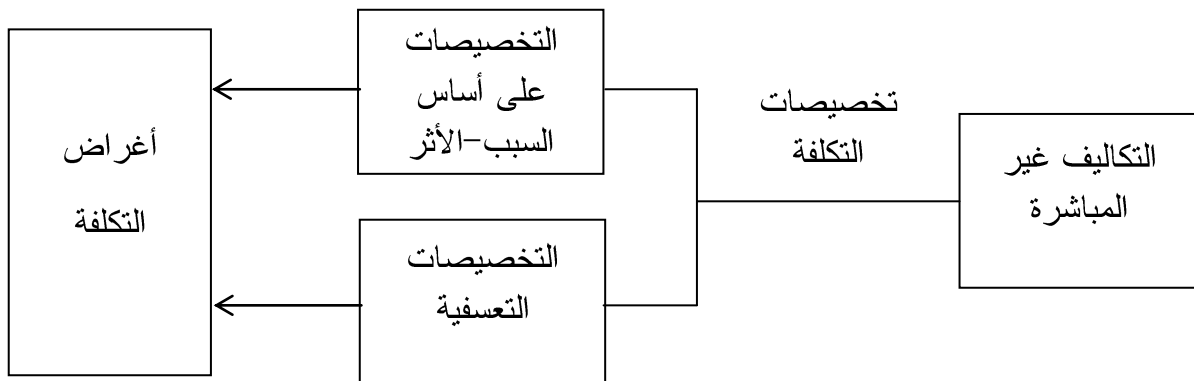 التكاليف غير
المباشرة
تخصيصات
التكلفة
التخصيصات
على أساس
السبب-الأثر
التخصيصات
التعسفية
أغراض
التكلفة